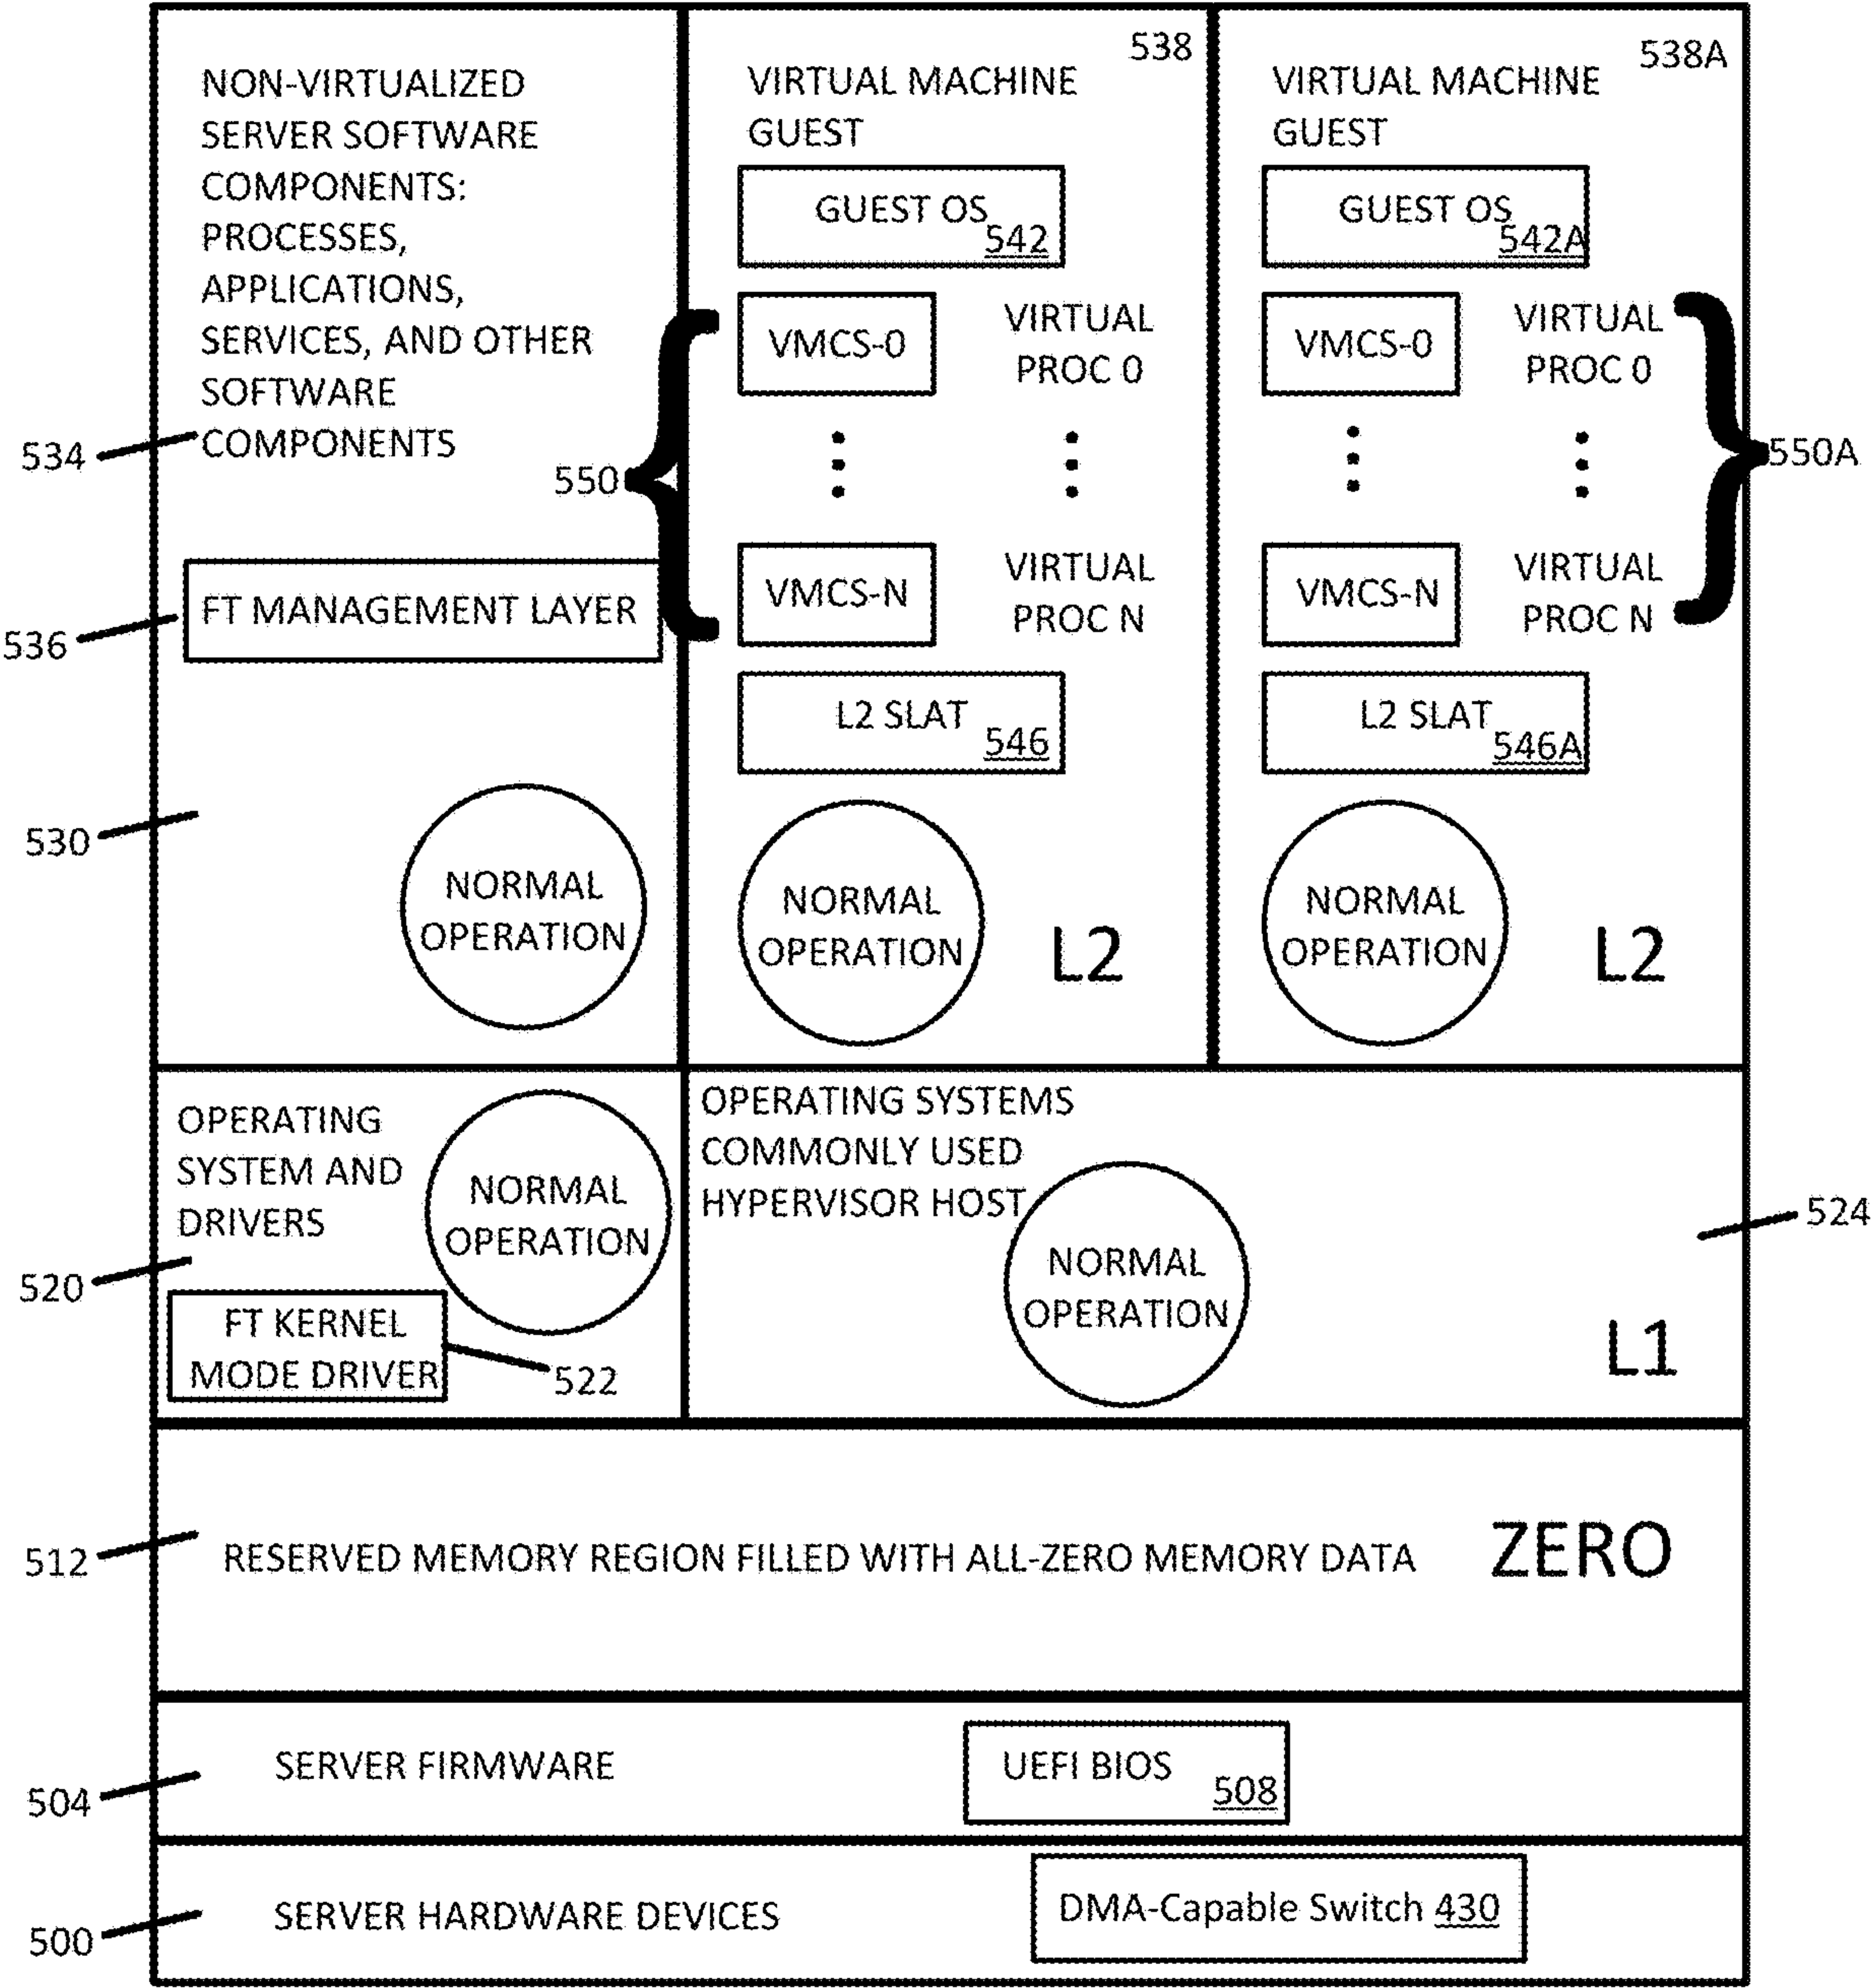 NON-VIRTUALIZED
SERVER SOFTWARE
COMPONENTS:
PROCESSES,
APPLICATIONS,
SERVICES, AND OTHER
SOFTWARE
COMPONENTS
534
FT MANAGEMENT LAYER
536
530
NORMAL
OPERATION
538
VIRTUAL MACHINE
GUEST
GUEST OS
542
550
VMCS-0
VIRTUAL
PROC 0
VMCS-N
VIRTUAL
PROC N
L2 SLAT
546
NORMAL
OPERATION
L2
538A
VIRTUAL MACHINE
GUEST
GUEST OS
542A
VMCS-0
VIRTUAL
PROC 0
550A
VMCS-N
VIRTUAL
PROC N
L2 SLAT
546A
NORMAL
OPERATION
L2
OPERATING
SYSTEM AND
DRIVERS
520
NORMAL
OPERATION
FT KERNEL
MODE DRIVER
522
OPERATING SYSTEMS
COMMONLY USED
HYPERVISOR HOST
NORMAL
OPERATION
524
L1
512
RESERVED MEMORY REGION FILLED WITH ALL-ZERO MEMORY DATA
ZERO
504
SERVER FIRMWARE
UEFI BIOS
508
500
SERVER HARDWARE DEVICES
DMA-Capable Switch 430